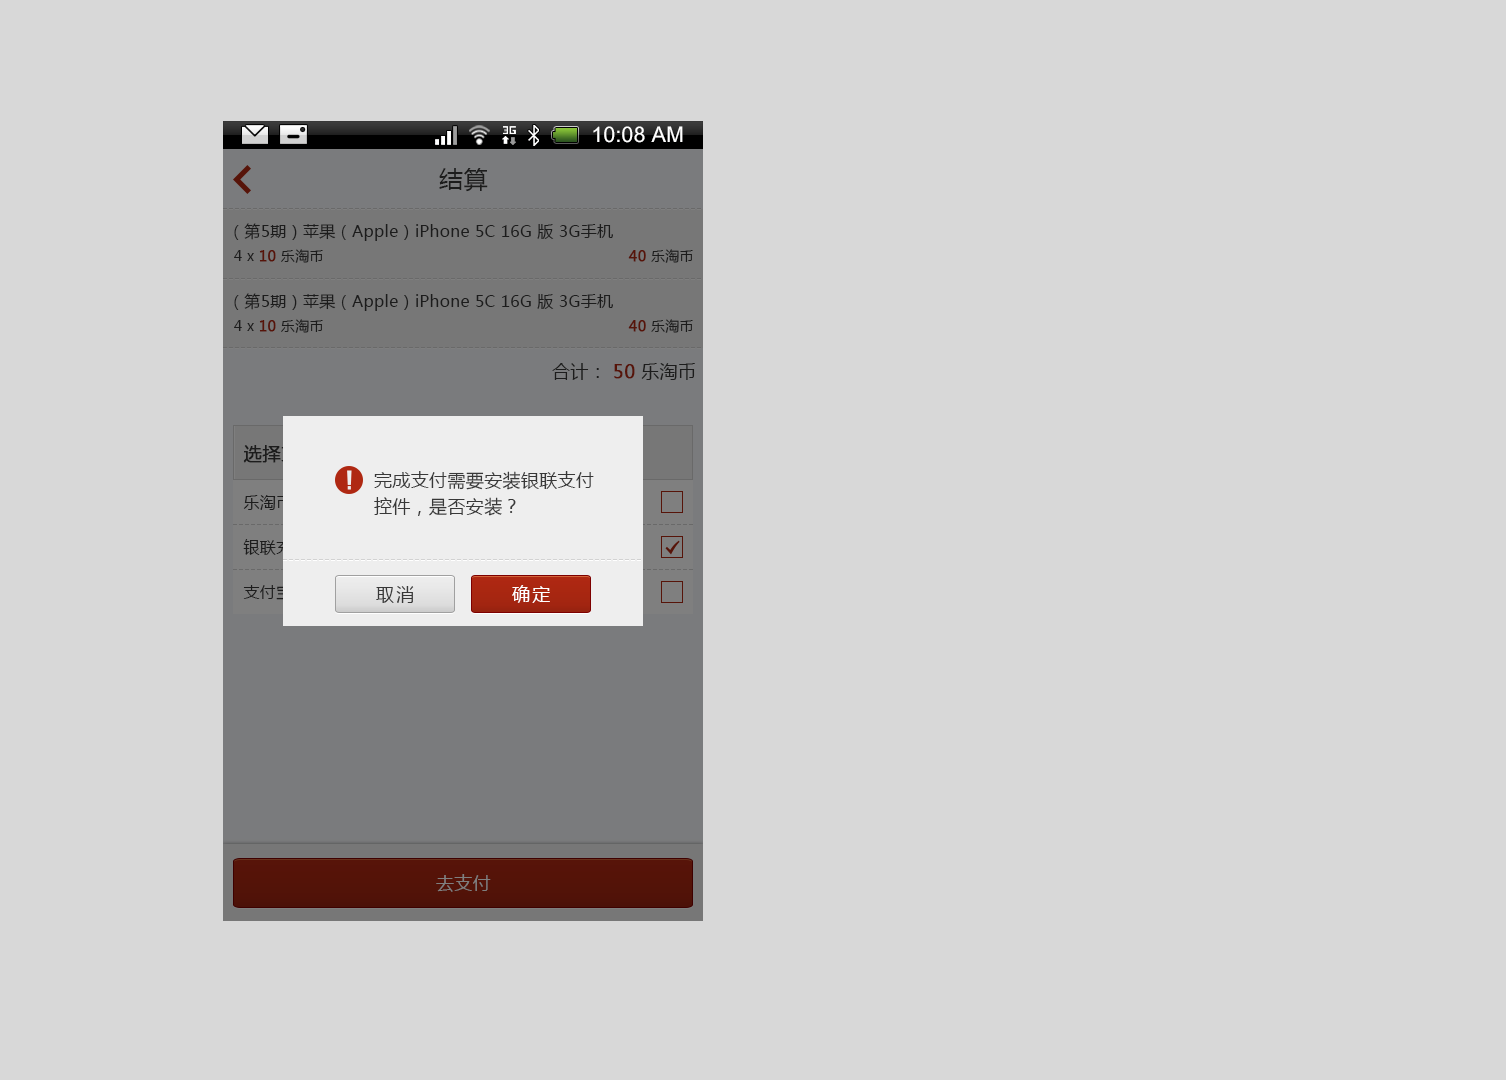 3G 10:08 AM
结算
(第5期)苹果(Apple)iPhone 5C 16G 版 3G手机
4 x 10 乐淘币 40 乐淘币
(第5期)苹果(Apple)iPhone 5C 16G 版 3G手机
4 x 10 乐淘币 40 乐淘币
合计: 50 乐淘币
选择
乐淘
银联
支付
完成支付需要安装银联支付
控件,是否安装?
取消 确定
去支付